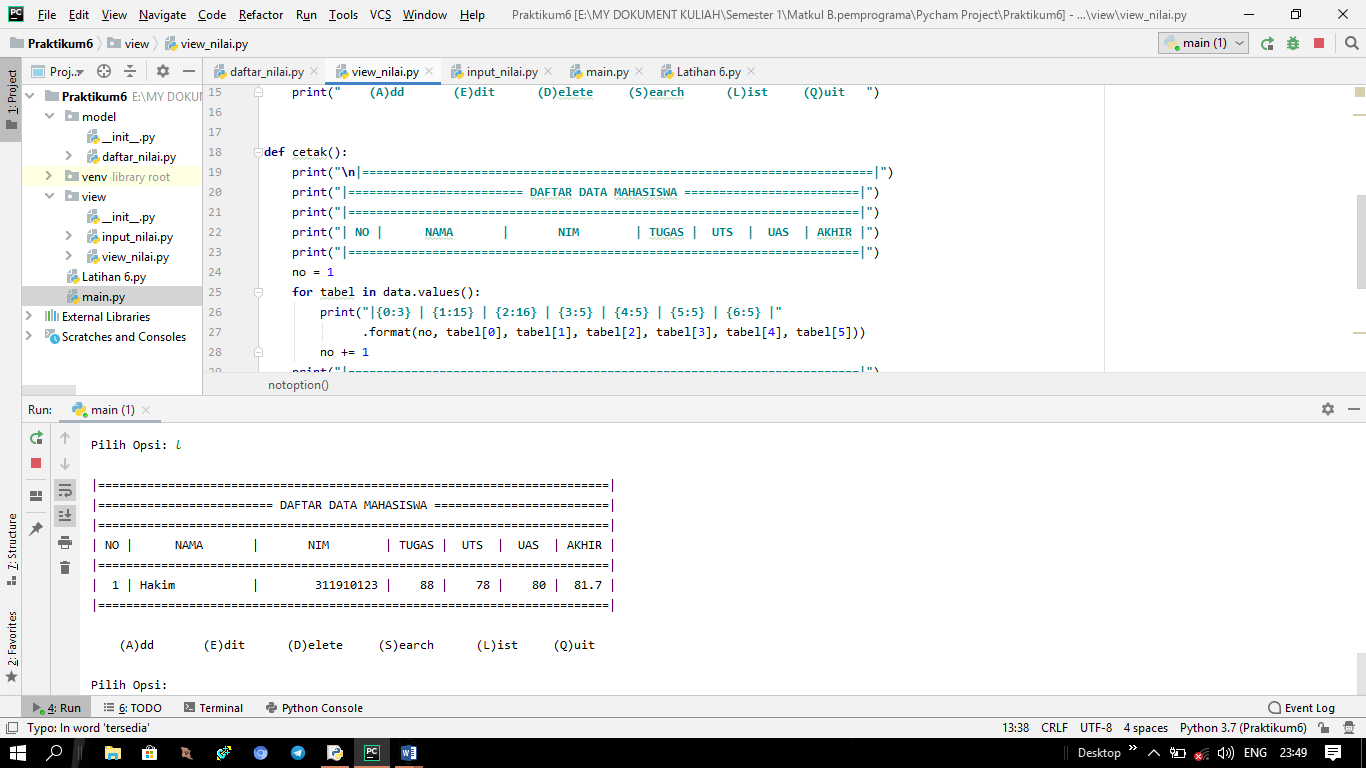 File Edit View Navigate Code Refactor Run Tools VCS Window Help Praktikum6 [E:\MY DOKUMENT KULIAH\Semester 1\Matkul B.pemprograma\Pycham Project\Praktikum6] - ...\view\view_nilai.py
Praktikum6 view view_nilai.py main (1)
Proj.. daftar_nilai.py view_nilai.py input_nilai.py main.py Latihan 6.py
1: Project
Praktikum6 E:\MY DOKUM
model
__init__.py
daftar_nilai.py
venv library root
view
__init__.py
input_nilai.py
view_nilai.py
Latihan 6.py
main.py
External Libraries
Scratches and Consoles
15 print("    (A)dd       (E)dit      (D)elete     (S)earch      (L)ist     (Q)uit   ")
16
17
18 def cetak():
19     print("\n|=========================================================================|")
20     print("|========================= DAFTAR DATA MAHASISWA =========================|")
21     print("|=========================================================================|")
22     print("| NO |      NAMA       |       NIM        | TUGAS |  UTS  |  UAS  | AKHIR |")
23     print("|=========================================================================|")
24     no = 1
25     for tabel in data.values():
26         print("|{0:3} | {1:15} | {2:16} | {3:5} | {4:5} | {5:5} | {6:5} |"
27               .format(no, tabel[0], tabel[1], tabel[2], tabel[3], tabel[4], tabel[5]))
28         no += 1
29     print("|=========================================================================|")
notoption()
Run: main (1)
Pilih Opsi: l
|=========================================================================|
|========================= DAFTAR DATA MAHASISWA =========================|
|=========================================================================|
| NO |      NAMA       |       NIM        | TUGAS |  UTS  |  UAS  | AKHIR |
|=========================================================================|
|  1 | Hakim           |        311910123 |    88 |    78 |    80 |  81.7 |
|=========================================================================|
(A)dd       (E)dit      (D)elete     (S)earch      (L)ist     (Q)uit
Pilih Opsi:
7: Structure
2: Favorites
4: Run 6: TODO Terminal Python Console Event Log
Typo: In word 'tersedia' 13:38 CRLF UTF-8 4 spaces Python 3.7 (Praktikum6)
Desktop ENG 23:49